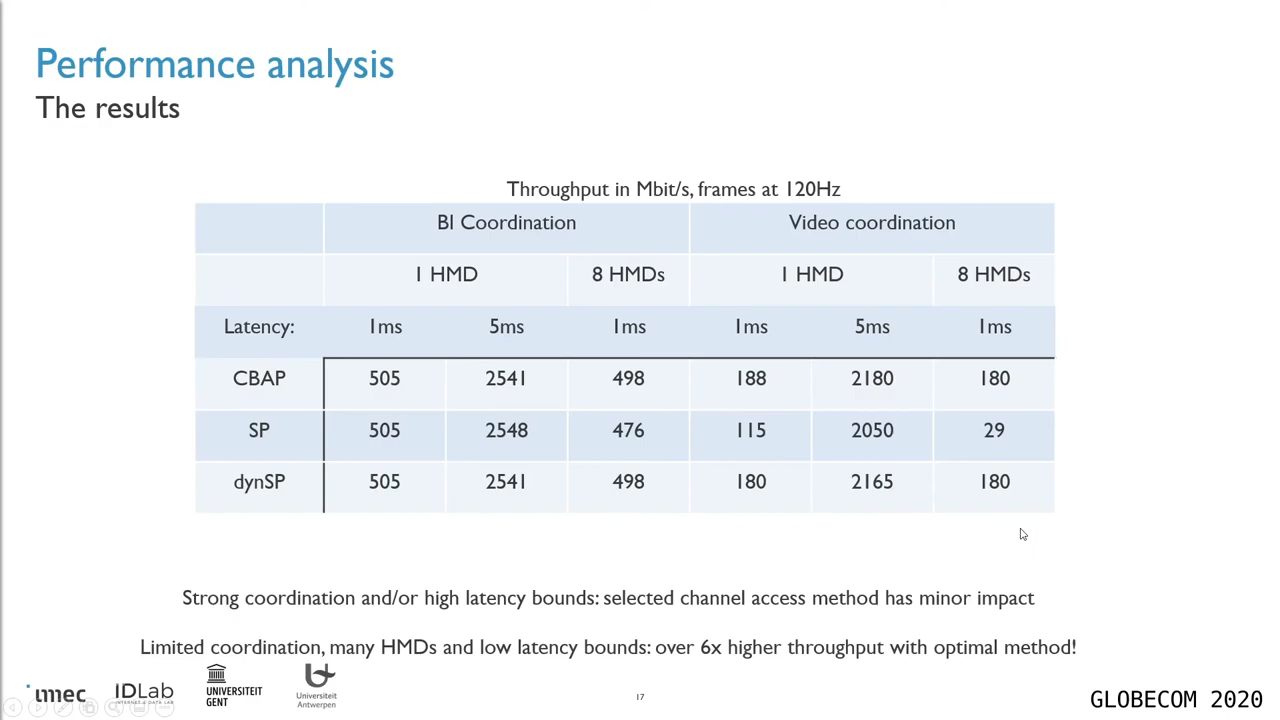 Performance analysis
The results
Throughput in Mbit/s, frames at 120Hz
BI Coordination Video coordination
1 HMD 8 HMDs 1 HMD 8 HMDs
Latency: 1ms 5ms 1ms 1ms 5ms 1ms
CBAP 505 2541 498 188 2180 180
SP 505 2548 476 115 2050 29
dynSP 505 2541 498 180 2165 180
Strong coordination and/or high latency bounds: selected channel access method has minor impact
Limited coordination, many HMDs and low latency bounds: over 6x higher throughput with optimal method!
imec
IDLab
INTERNET & DATA LAB
UNIVERSITEIT
GENT
Universiteit
Antwerpen
17
GLOBECOM 2020